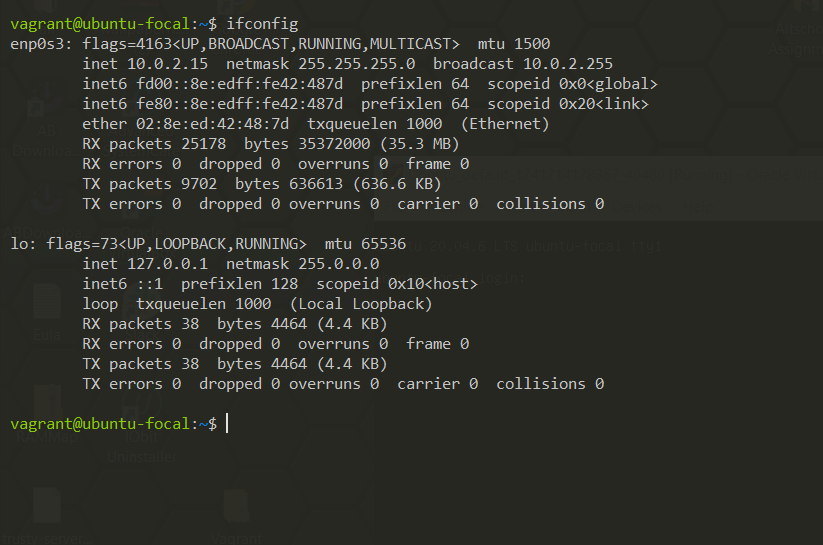 vagrant@ubuntu-focal:~$ ifconfig
enp0s3: flags=4163<UP,BROADCAST,RUNNING,MULTICAST>  mtu 1500
        inet 10.0.2.15  netmask 255.255.255.0  broadcast 10.0.2.255
        inet6 fd00::8e:edff:fe42:487d  prefixlen 64  scopeid 0x0<global>
        inet6 fe80::8e:edff:fe42:487d  prefixlen 64  scopeid 0x20<link>
        ether 02:8e:ed:42:48:7d  txqueuelen 1000  (Ethernet)
        RX packets 25178  bytes 35372000 (35.3 MB)
        RX errors 0  dropped 0  overruns 0  frame 0
        TX packets 9702  bytes 636613 (636.6 KB)
        TX errors 0  dropped 0 overruns 0  carrier 0  collisions 0

lo: flags=73<UP,LOOPBACK,RUNNING>  mtu 65536
        inet 127.0.0.1  netmask 255.0.0.0
        inet6 ::1  prefixlen 128  scopeid 0x10<host>
        loop  txqueuelen 1000  (Local Loopback)
        RX packets 38  bytes 4464 (4.4 KB)
        RX errors 0  dropped 0  overruns 0  frame 0
        TX packets 38  bytes 4464 (4.4 KB)
        TX errors 0  dropped 0 overruns 0  carrier 0  collisions 0

vagrant@ubuntu-focal:~$
Uninstaller
Vagrant